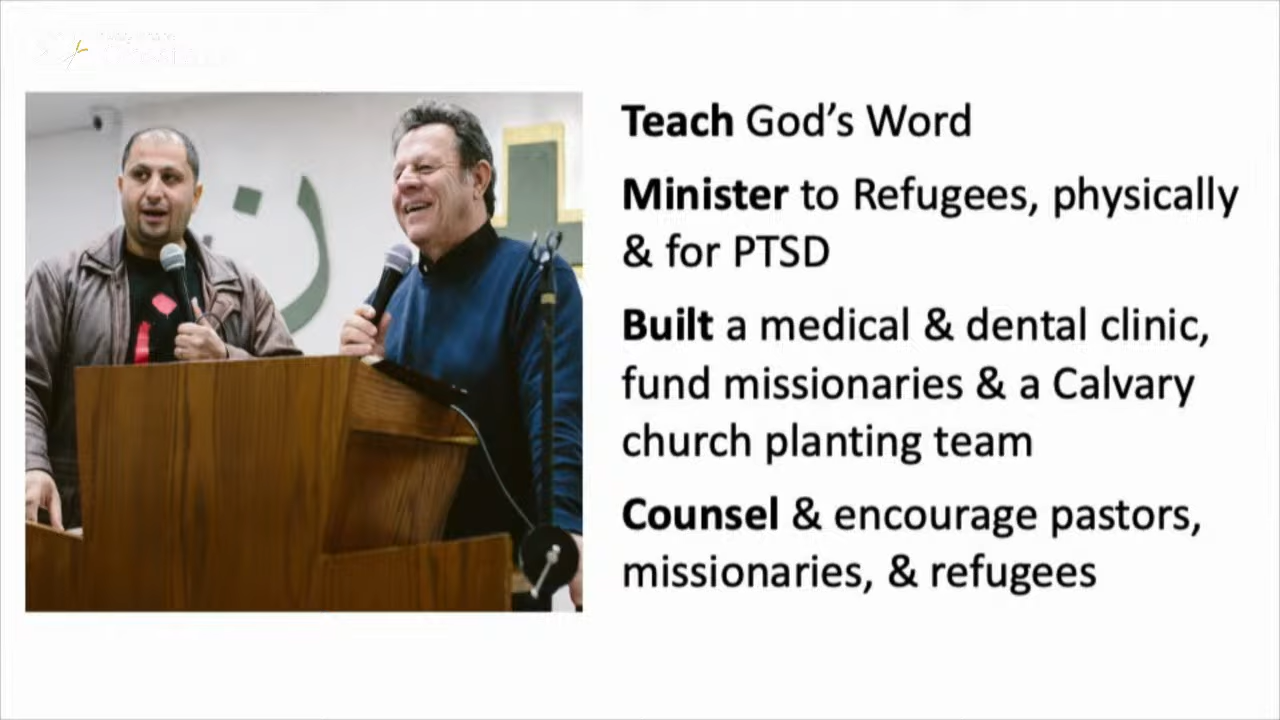 Teach God's Word
Minister to Refugees, physically
& for PTSD
Built a medical & dental clinic,
fund missionaries & a Calvary
church planting team
Counsel & encourage pastors,
missionaries, & refugees
ن